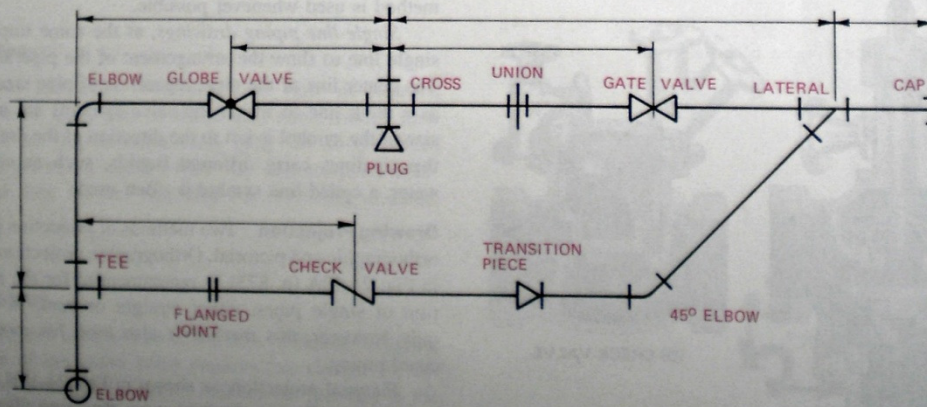 ELBOW
GLOBE VALVE
CROSS
UNION
GATE VALVE
LATERAL
CAP
PLUG
TEE
CHECK VALVE
TRANSITION
PIECE
FLANGED
JOINT
45° ELBOW
ELBOW